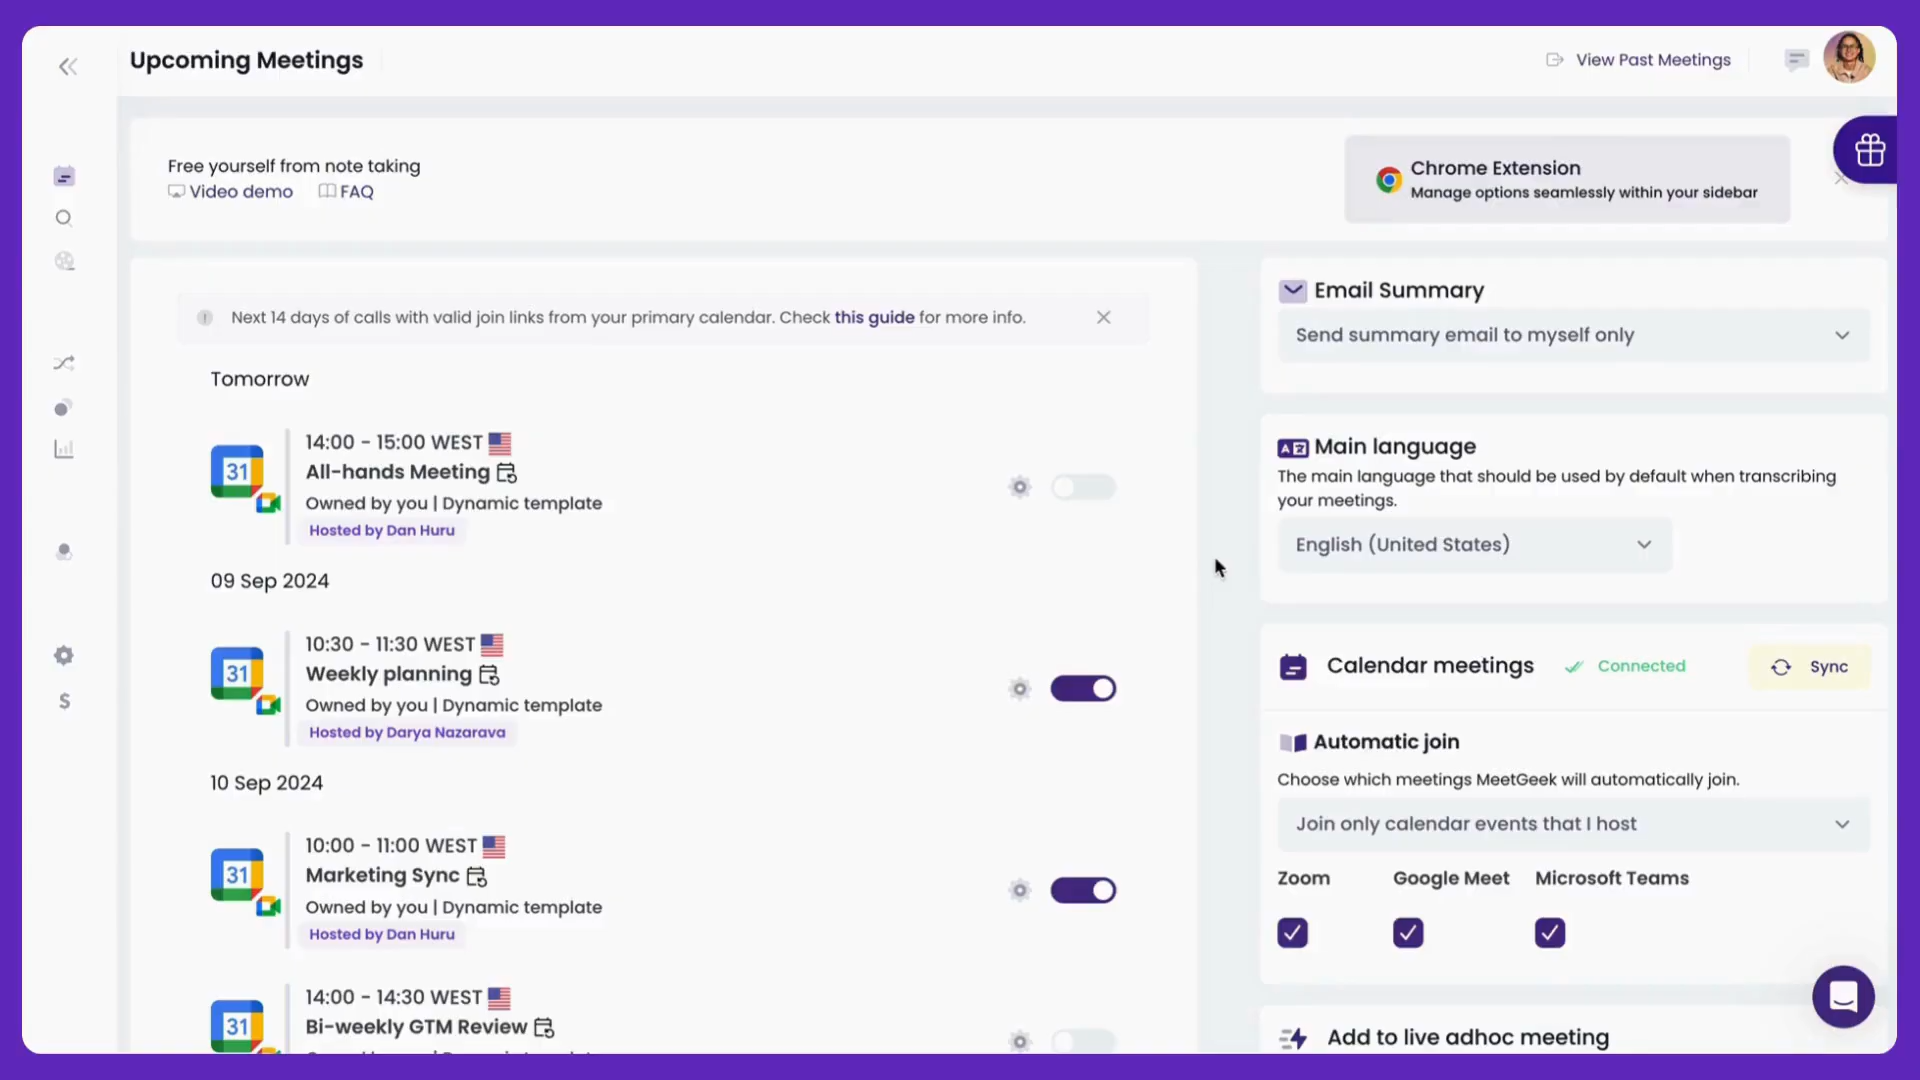 Upcoming Meetings
View Past Meetings
Free yourself from note taking
Video demo
FAQ
Chrome Extension
Manage options seamlessly within your sidebar
Next 14 days of calls with valid join links from your primary calendar. Check this guide for more info.
Tomorrow
31
14:00 - 15:00 WEST
All-hands Meeting
Owned by you | Dynamic template
Hosted by Dan Huru
09 Sep 2024
31
10:30 - 11:30 WEST
Weekly planning
Owned by you | Dynamic template
Hosted by Darya Nazarava
10 Sep 2024
31
10:00 - 11:00 WEST
Marketing Sync
Owned by you | Dynamic template
Hosted by Dan Huru
31
14:00 - 14:30 WEST
Bi-weekly GTM Review
Email Summary
Send summary email to myself only
Main language
The main language that should be used by default when transcribing
your meetings.
English (United States)
Calendar meetings
Connected
Sync
Automatic join
Choose which meetings MeetGeek will automatically join.
Join only calendar events that I host
Zoom
Google Meet
Microsoft Teams
Add to live adhoc meeting